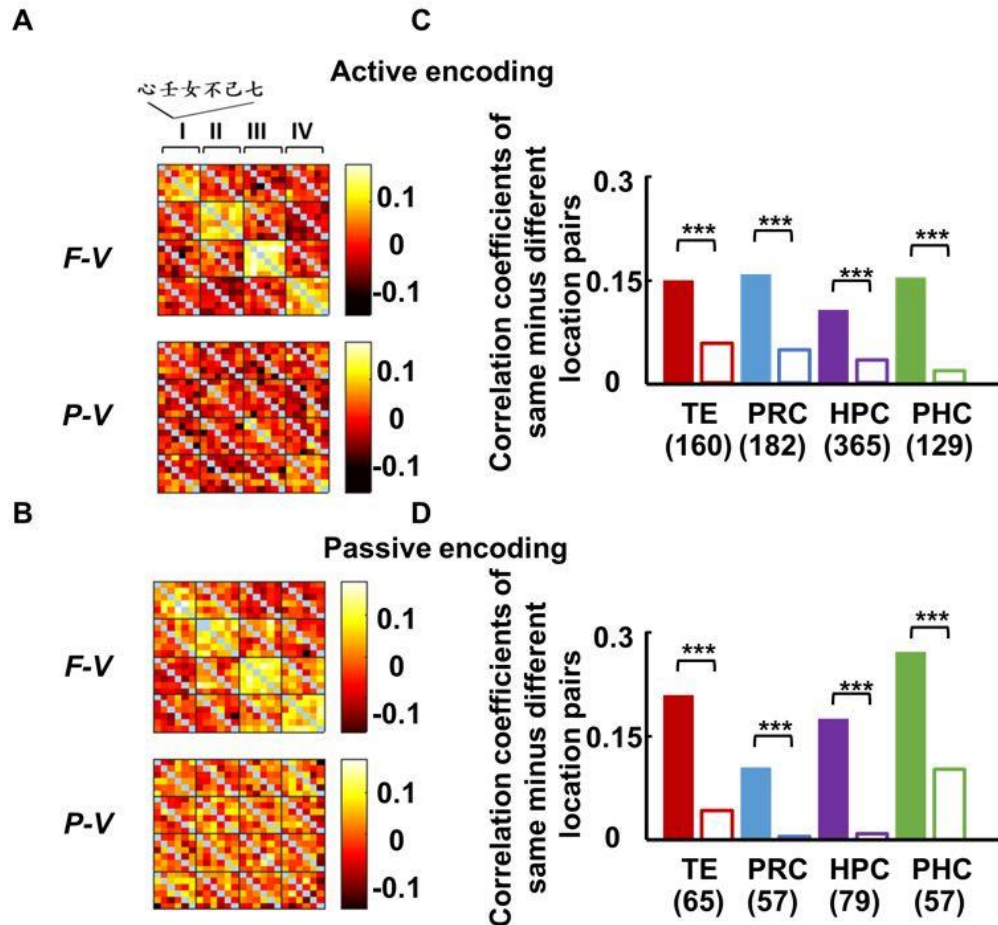 A
C
Active encoding
心壬女不己七
I II III IV
F-V
0.1
0
-0.1
P-V
0.1
0
-0.1
Correlation coefficients of
same minus different
location pairs
0.3
0.15
0
***
***
***
***
TE PRC HPC PHC
(160) (182) (365) (129)
B
D
Passive encoding
F-V
0.1
0
-0.1
P-V
0.1
0
-0.1
Correlation coefficients of
same minus different
location pairs
0.3
0.15
0
***
***
***
***
TE PRC HPC PHC
(65) (57) (79) (57)